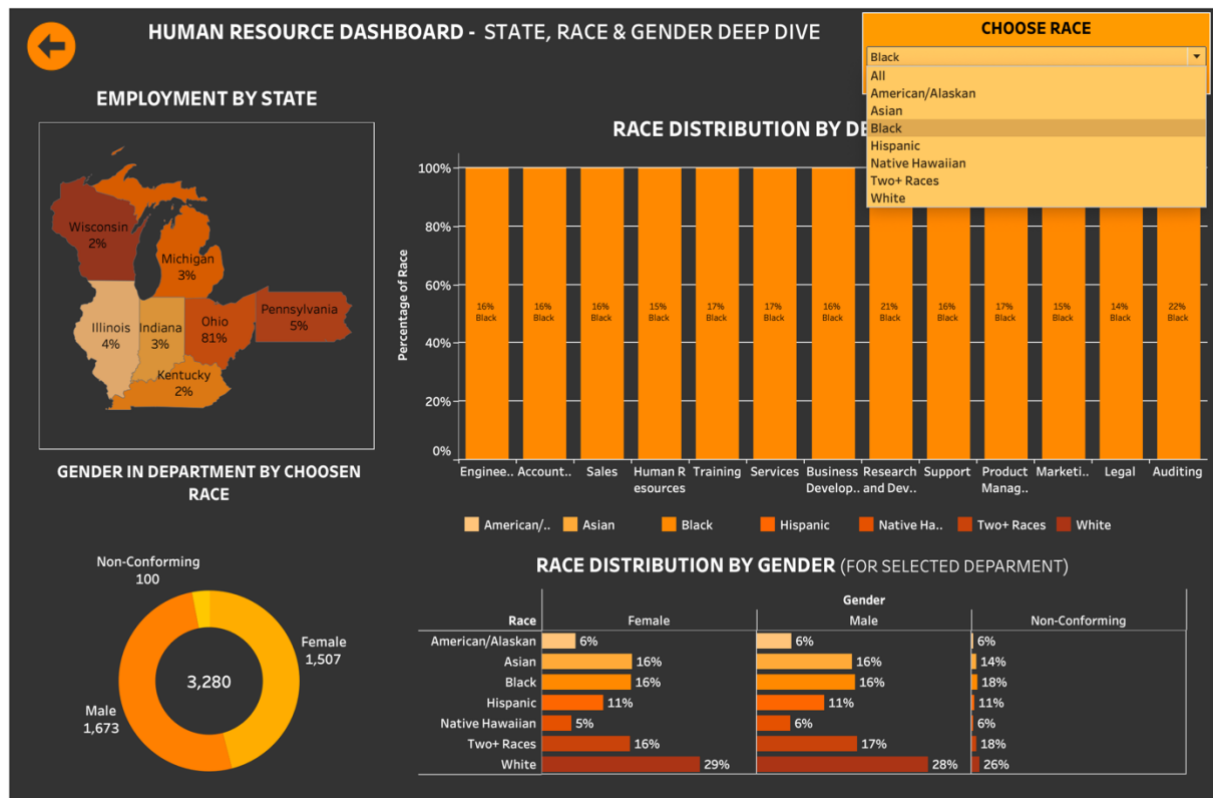 HUMAN RESOURCE DASHBOARD - STATE, RACE & GENDER DEEP DIVE
CHOOSE RACE
Black
All
American/Alaskan
Asian
Black
Hispanic
Native Hawaiian
Two+ Races
White
EMPLOYMENT BY STATE
Wisconsin
2%
Michigan
3%
Illinois
4%
Indiana
3%
Ohio
81%
Pennsylvania
5%
Kentucky
2%
RACE DISTRIBUTION BY DE
Percentage of Race
100%
80%
60%
40%
20%
0%
16%
Black
16%
Black
16%
Black
15%
Black
17%
Black
17%
Black
16%
Black
21%
Black
16%
Black
17%
Black
15%
Black
14%
Black
22%
Black
Enginee..
Account..
Sales
Human R
esources
Training
Services
Business
Develop..
Research
and Dev..
Support
Product
Manag..
Marketi..
Legal
Auditing
American/..
Asian
Black
Hispanic
Native Ha..
Two+ Races
White
GENDER IN DEPARTMENT BY CHOOSEN
RACE
Non-Conforming
100
Female
1,507
3,280
Male
1,673
RACE DISTRIBUTION BY GENDER (FOR SELECTED DEPARMENT)
Gender
Race Female Male Non-Conforming
American/Alaskan 6% 6% 6%
Asian 16% 16% 14%
Black 16% 16% 18%
Hispanic 11% 11% 11%
Native Hawaiian 5% 6% 6%
Two+ Races 16% 17% 18%
White 29% 28% 26%